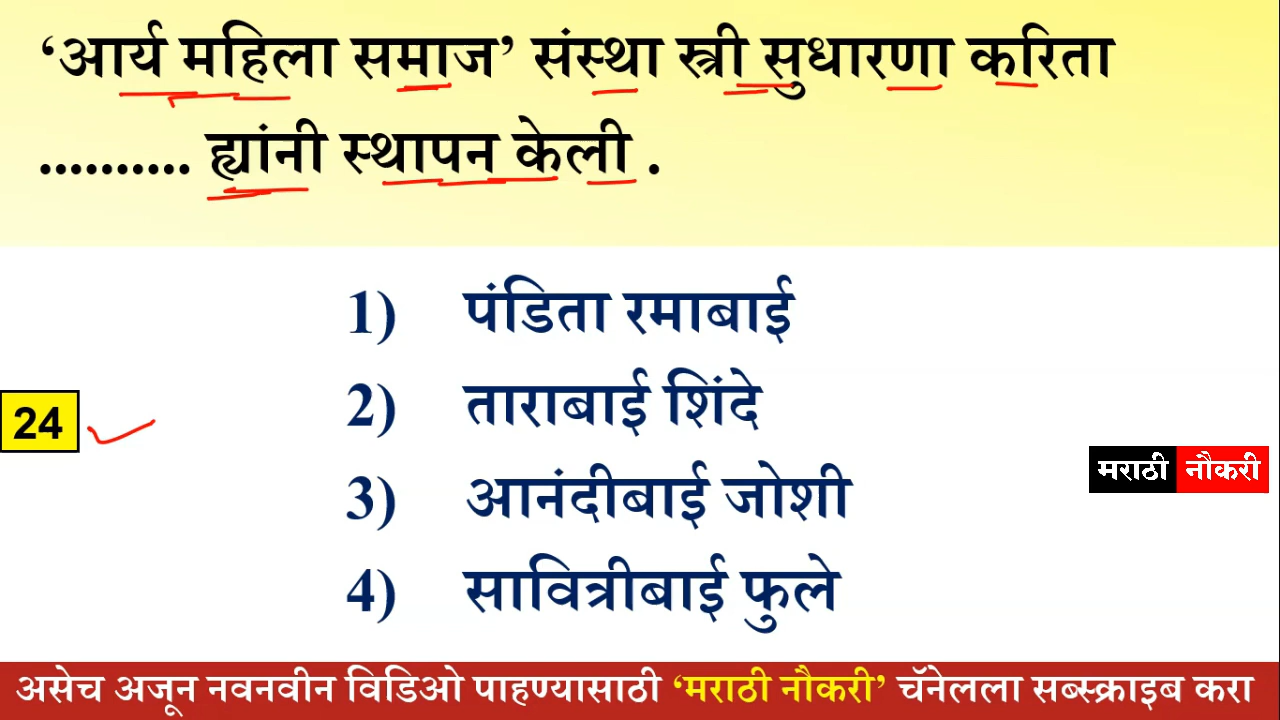 ‘आर्य महिला समाज’ संस्था स्त्री सुधारणा करिता
.......... ह्यांनी स्थापन केली .
1) पंडिता रमाबाई
2) ताराबाई शिंदे
24
3) आनंदीबाई जोशी
मराठी नौकरी
4) सावित्रीबाई फुले
असेच अजून नवनवीन विडिओ पाहण्यासाठी ‘मराठी नौकरी’ चॅनेलला सब्स्क्राइब करा